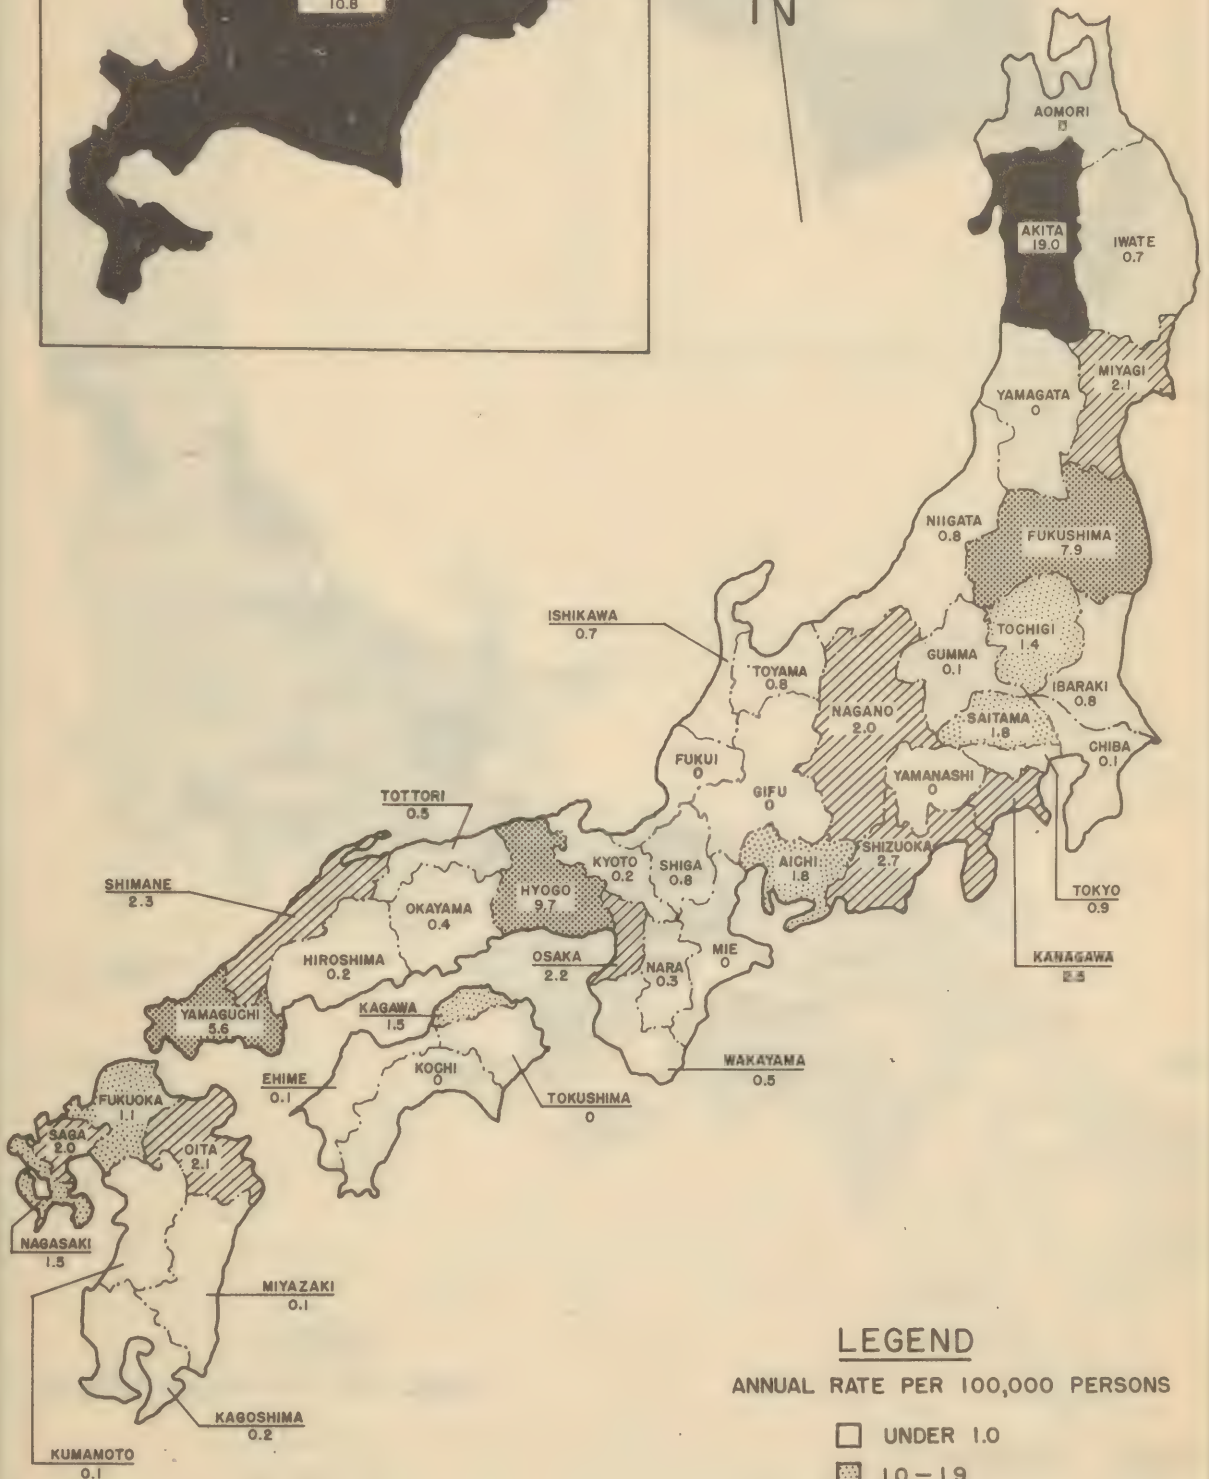 10.8
N
AOMORI
AKITA
19.0
IWATE
0.7
MIYAGI
2.1
YAMAGATA
0
NIIGATA
0.8
FUKUSHIMA
7.9
ISHIKAWA
0.7
TOCHIGI
1.4
GUMMA
0.1
TOYAMA
0.8
IBARAKI
0.8
NAGANO
2.0
SAITAMA
1.8
CHIBA
0.1
FUKUI
0
YAMANASHI
0
GIFU
0
TOTTORI
0.5
KYOTO
0.2
SHIGA
0.8
AICHI
1.8
SHIZUOKA
2.7
SHIMANE
2.3
HYOGO
9.7
TOKYO
0.9
OKAYAMA
0.4
HIROSHIMA
0.2
OSAKA
2.2
MIE
0
NARA
0.3
KANAGAWA
2.5
YAMAGUCHI
5.6
KAGAWA
1.5
WAKAYAMA
0.5
KOCHI
0
EHIME
0.1
TOKUSHIMA
0
FUKUOKA
1.1
SAGA
2.0
OITA
2.1
NAGASAKI
1.5
MIYAZAKI
0.1
KAGOSHIMA
0.2
KUMAMOTO
0.1
LEGEND
ANNUAL RATE PER 100,000 PERSONS
UNDER 1.0
1.0 – 1.9